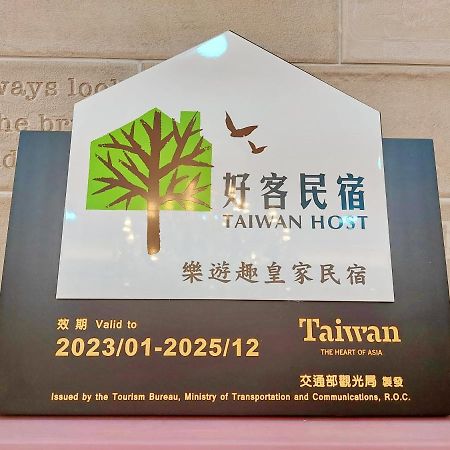 ways look
the br
d
好客民宿
TAIWAN HOST
樂遊趣皇家民宿
效期 Valid to
2023/01-2025/12
Taiwan
THE HEART OF ASIA
交通部觀光局 製發
Issued by the Tourism Bureau, Ministry of Transportation and Communications, R.O.C.